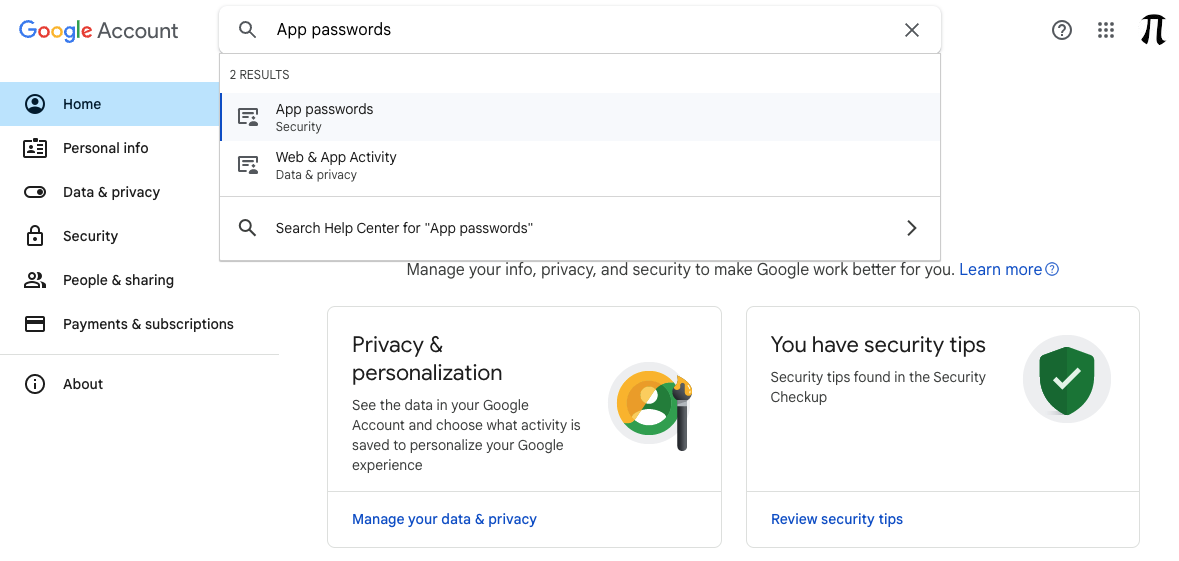 Google Account
App passwords
2 RESULTS
App passwords
Security
Web & App Activity
Data & privacy
Search Help Center for "App passwords"
Home
Personal info
Data & privacy
Security
People & sharing
Payments & subscriptions
About
Manage your info, privacy, and security to make Google work better for you. Learn more
Privacy &
personalization
See the data in your Google
Account and choose what activity is
saved to personalize your Google
experience
Manage your data & privacy
You have security tips
Security tips found in the Security
Checkup
Review security tips